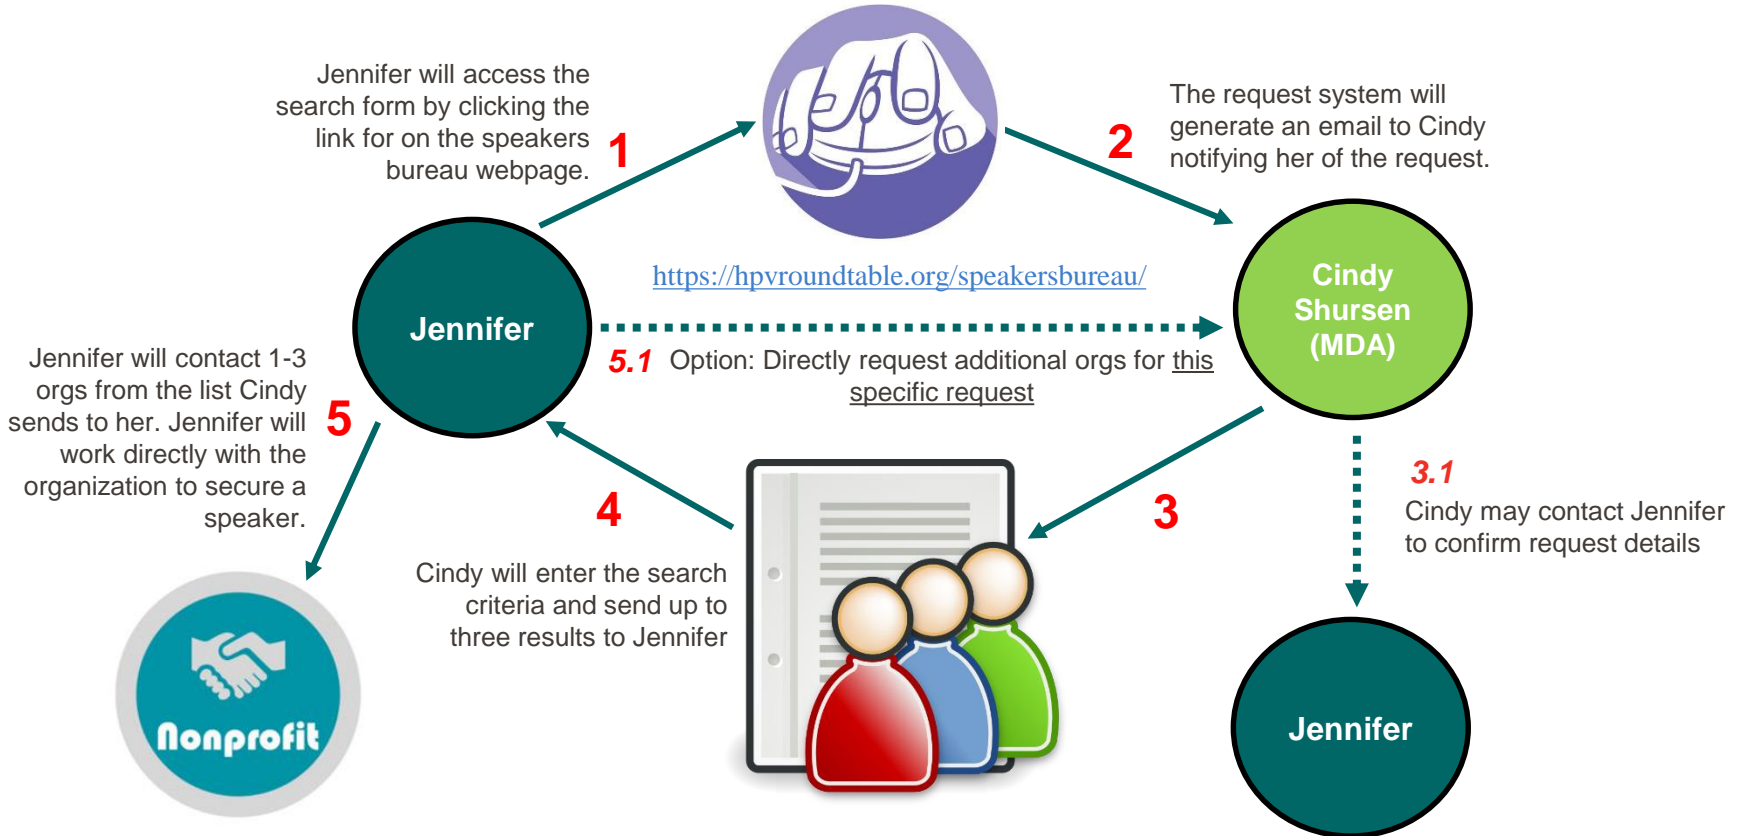 Jennifer will access the
search form by clicking the
link for on the speakers
bureau webpage.
1
2
The request system will
generate an email to Cindy
notifying her of the request.
https://hpvroundtable.org/speakersbureau/
Jennifer
Cindy
Shursen
(MDA)
5.1 Option: Directly request additional orgs for this
specific request
Jennifer will contact 1-3
orgs from the list Cindy
sends to her. Jennifer will
work directly with the
organization to secure a
speaker.
5
4
Cindy will enter the search
criteria and send up to
three results to Jennifer
3
3.1
Cindy may contact Jennifer
to confirm request details
Nonprofit
Jennifer